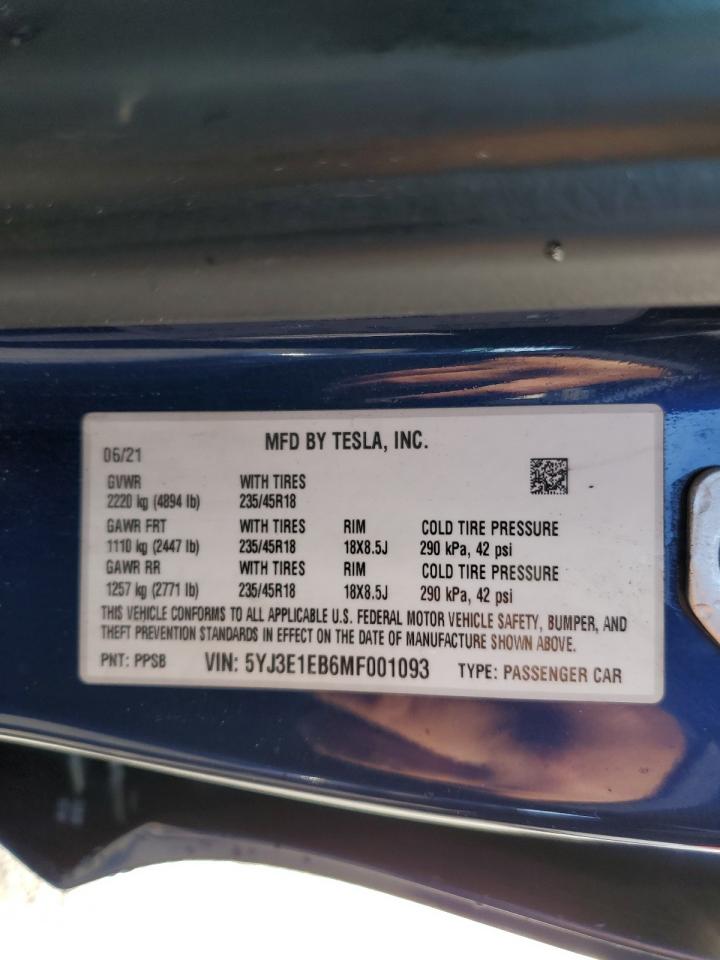 MFD BY TESLA, INC.
06/21
GVWR WITH TIRES
2220 kg (4894 lb) 235/45R18
GAWR FRT WITH TIRES RIM COLD TIRE PRESSURE
1110 kg (2447 lb) 235/45R18 18X8.5J 290 kPa, 42 psi
GAWR RR WITH TIRES RIM COLD TIRE PRESSURE
1257 kg (2771 lb) 235/45R18 18X8.5J 290 kPa, 42 psi
THIS VEHICLE CONFORMS TO ALL APPLICABLE U.S. FEDERAL MOTOR VEHICLE SAFETY, BUMPER, AND
THEFT PREVENTION STANDARDS IN EFFECT ON THE DATE OF MANUFACTURE SHOWN ABOVE.
PNT: PPSB VIN: 5YJ3E1EB6MF001093 TYPE: PASSENGER CAR